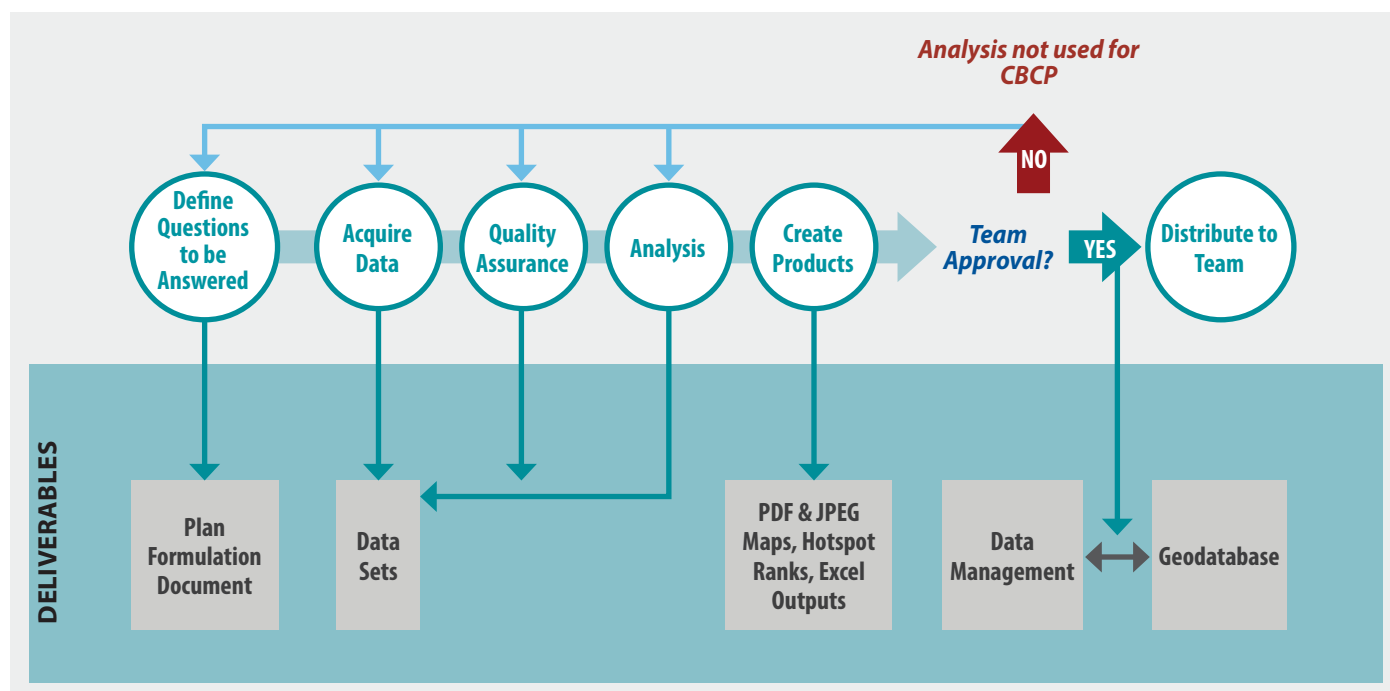 Analysis not used for
CBCP
NO
Define
Questions
to be
Answered
Acquire
Data
Quality
Assurance
Analysis
Create
Products
Team
Approval?
YES
Distribute to
Team
DELIVERABLES
Plan
Formulation
Document
Data
Sets
PDF & JPEG
Maps, Hotspot
Ranks, Excel
Outputs
Data
Management
Geodatabase